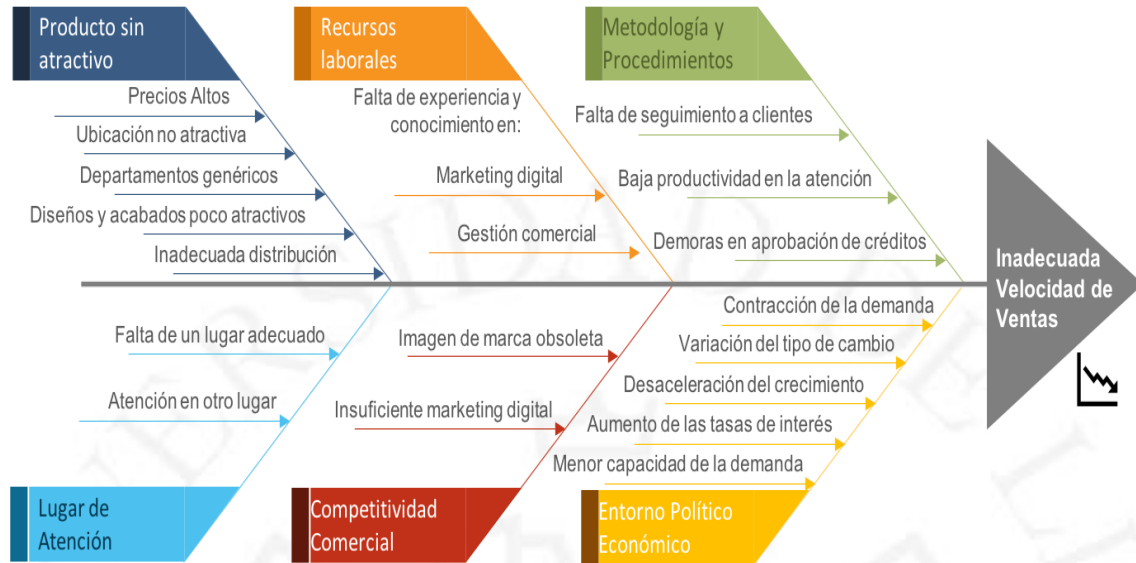 Producto sin
atractivo
Precios Altos
Ubicación no atractiva
Departamentos genéricos
Diseños y acabados poco atractivos
Inadecuada distribución
Recursos
laborales
Falta de experiencia y
conocimiento en:
Marketing digital
Gestión comercial
Metodología y
Procedimientos
Falta de seguimiento a clientes
Baja productividad en la atención
Demoras en aprobación de créditos
Inadecuada
Velocidad de
Ventas
Falta de un lugar adecuado
Atención en otro lugar
Lugar de
Atención
Imagen de marca obsoleta
Insuficiente marketing digital
Competitividad
Comercial
Contracción de la demanda
Variación del tipo de cambio
Desaceleración del crecimiento
Aumento de las tasas de interés
Menor capacidad de la demanda
Entorno Político
Económico